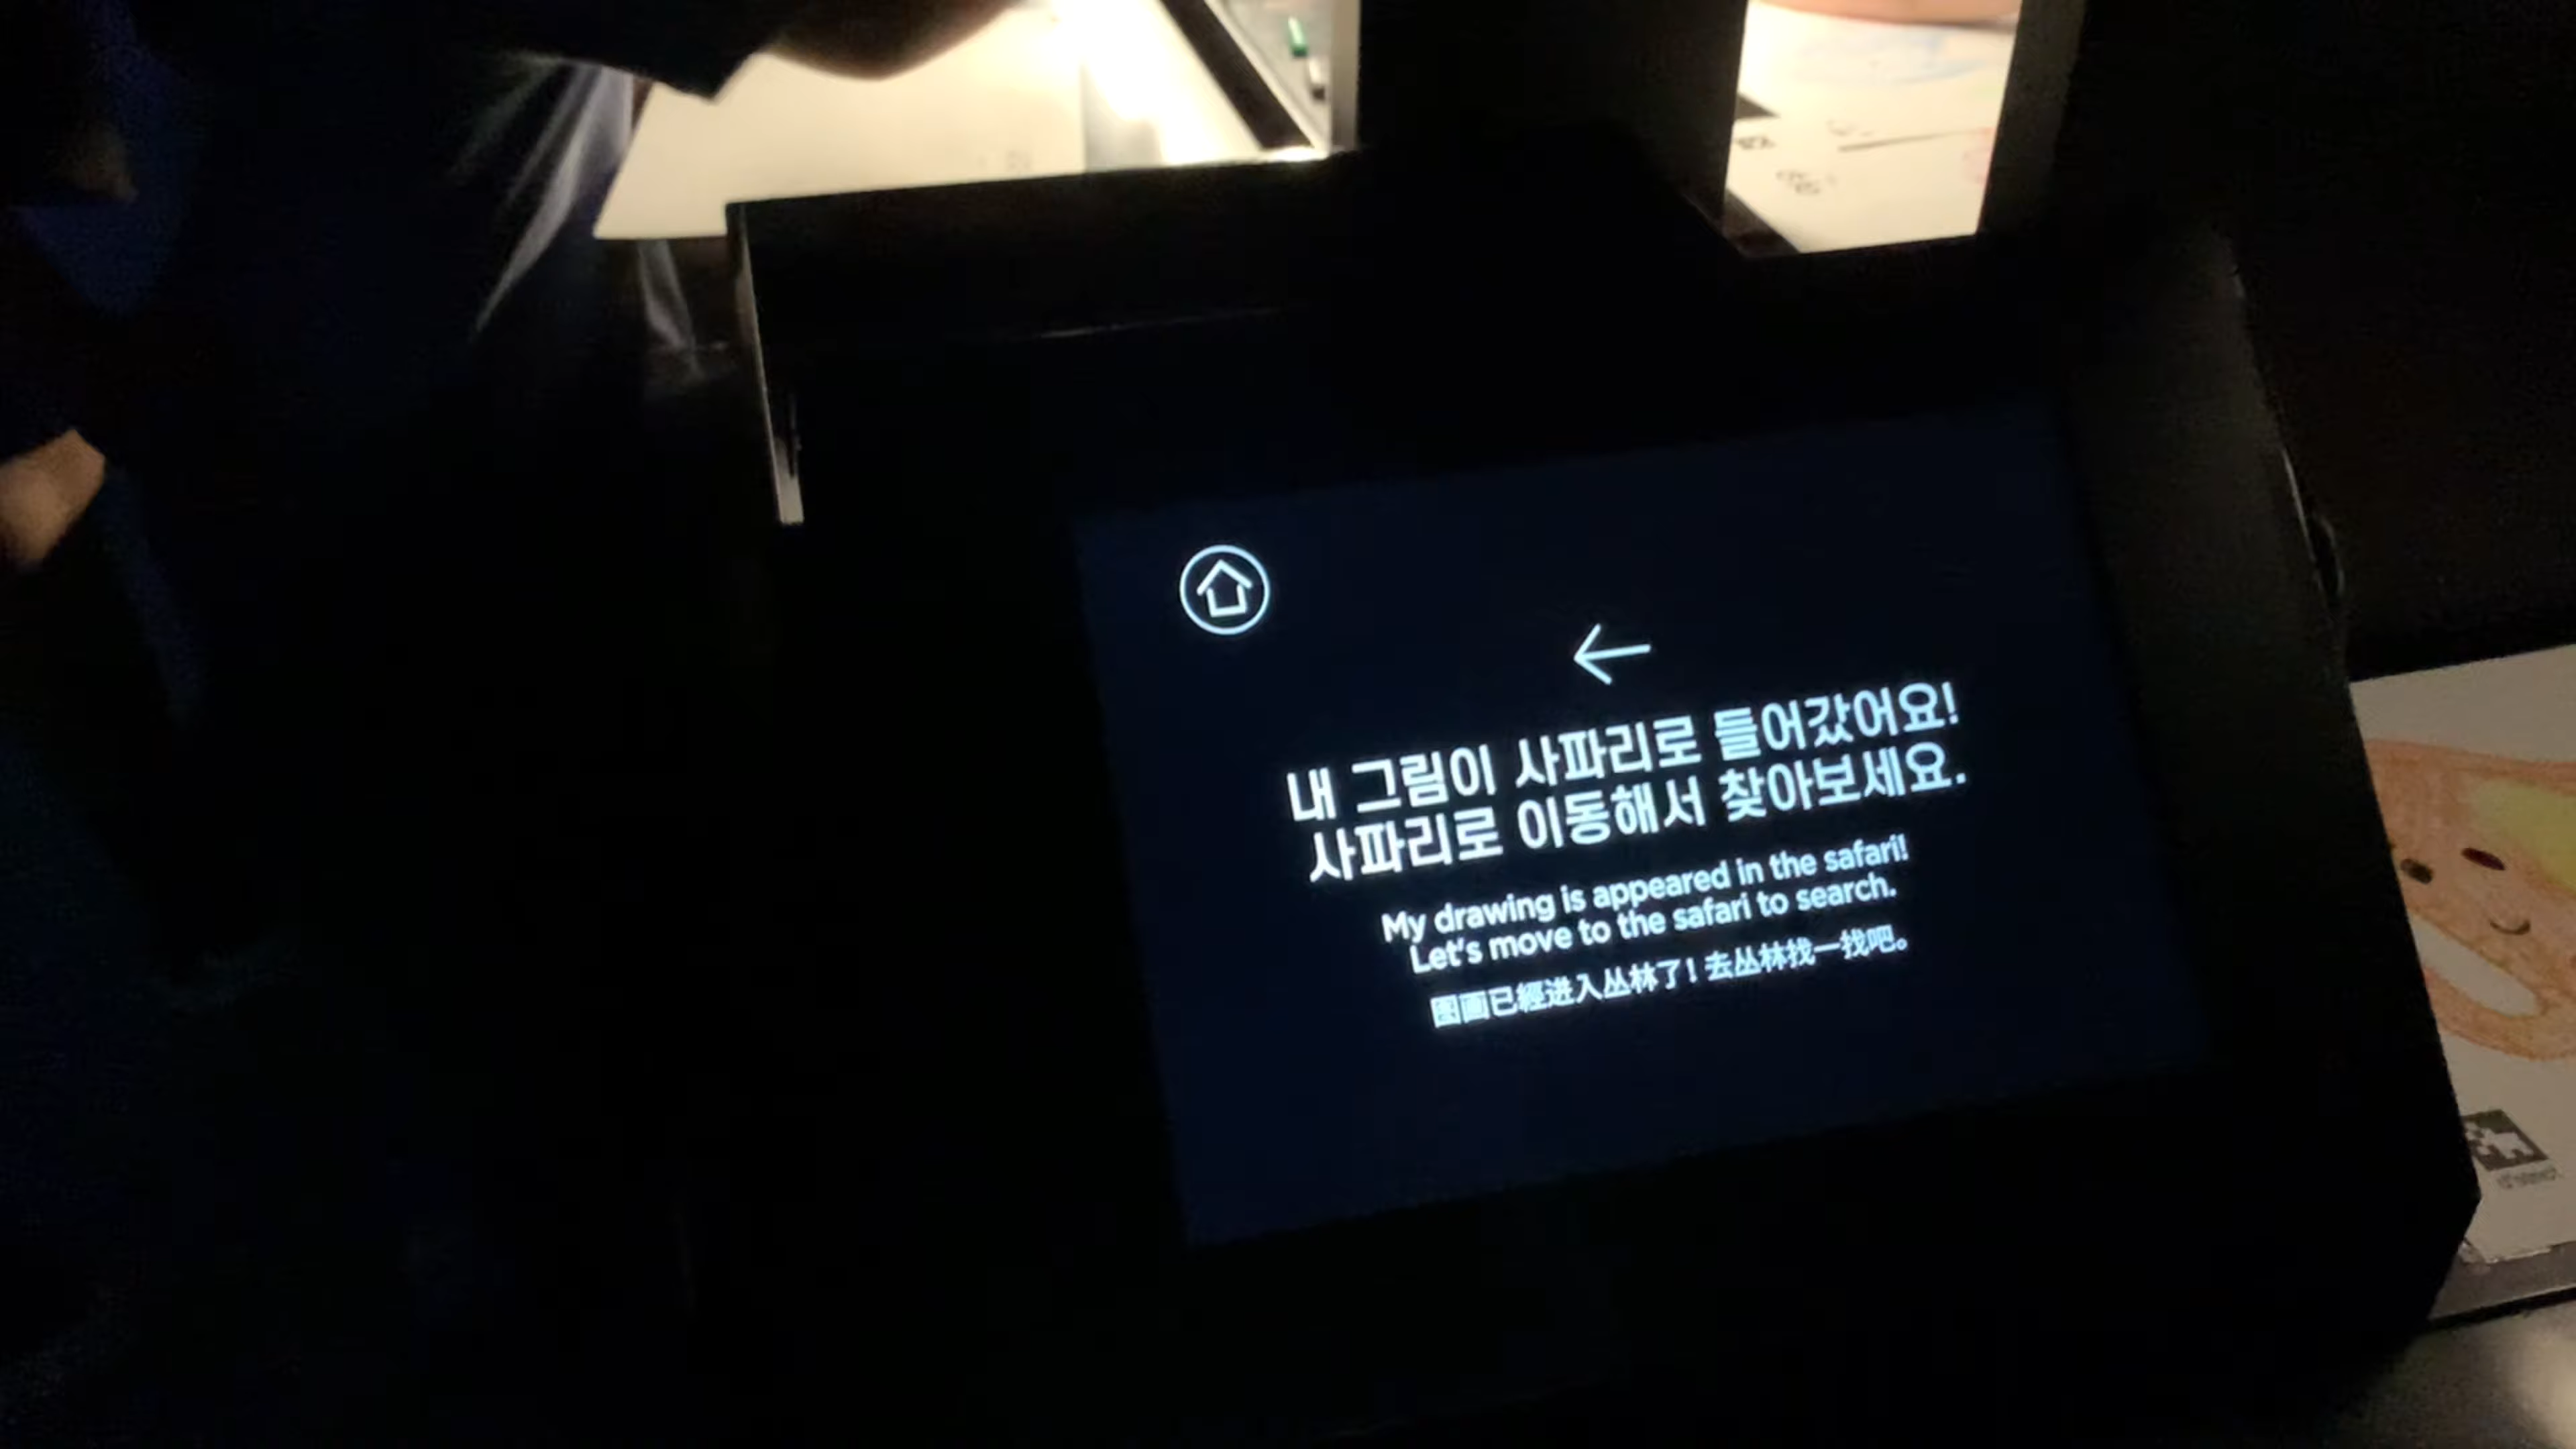 내 그림이 사파리로 들어갔어요!
사파리로 이동해서 찾아보세요.
My drawing is appeared in the safari!
Let's move to the safari to search.
图画已經进入丛林了! 去丛林找一找吧。